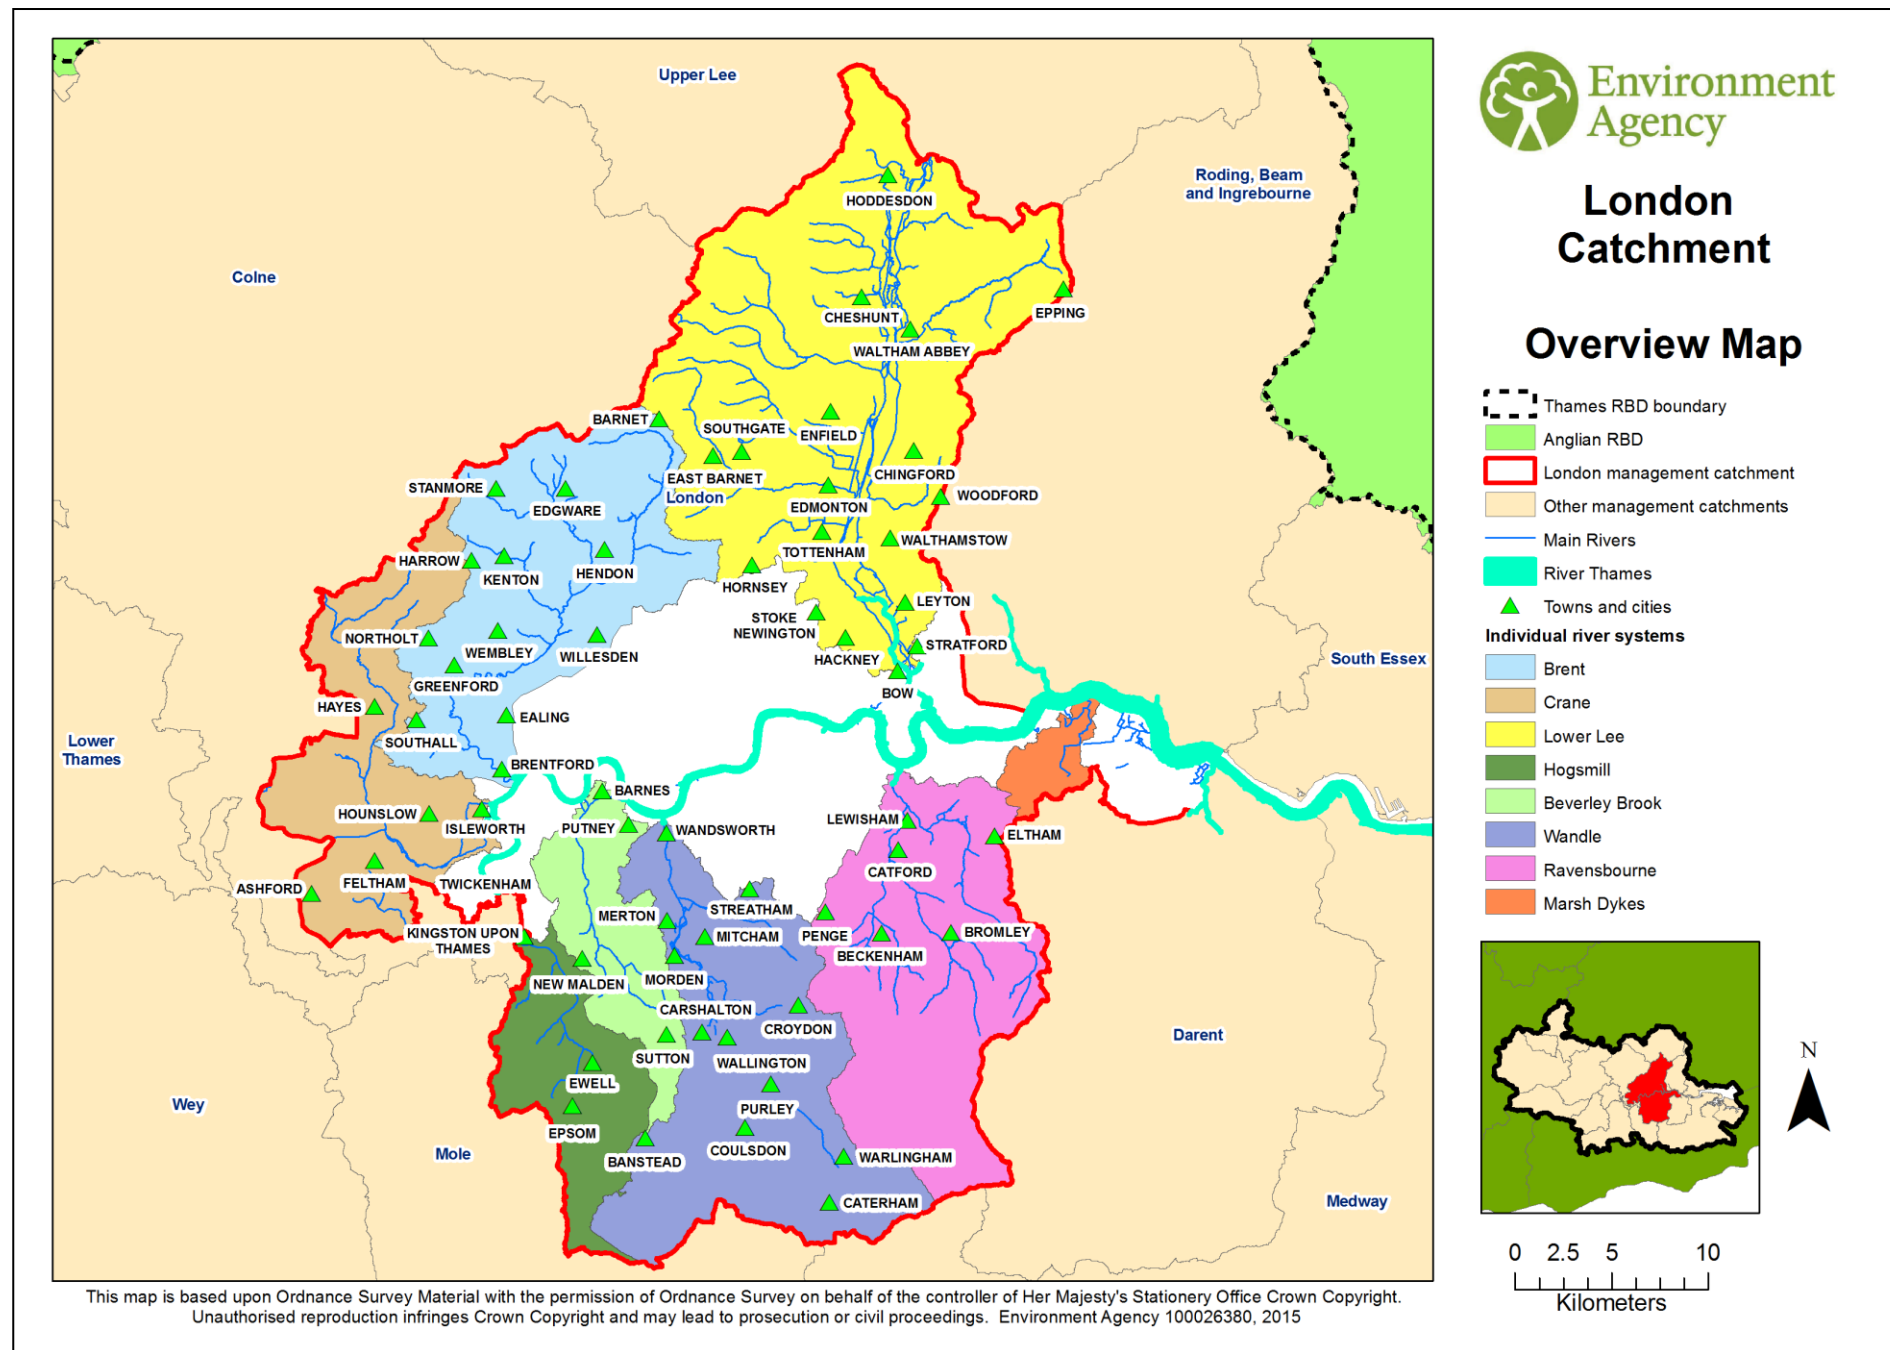 Upper Lee
Roding, Beam
and Ingrebourne
Colne
HODDESDON
CHESHUNT
EPPING
WALTHAM ABBEY
BARNET
SOUTHGATE
ENFIELD
EAST BARNET
CHINGFORD
London
STANMORE
EDGWARE
EDMONTON
WOODFORD
HARROW
KENTON
HENDON
TOTTENHAM
WALTHAMSTOW
HORNSEY
LEYTON
NORTHOLT
WEMBLEY
WILLESDEN
STOKE
NEWINGTON
HACKNEY
STRATFORD
South Essex
GREENFORD
BOW
HAYES
EALING
SOUTHALL
Lower
Thames
BRENTFORD
BARNES
HOUNSLOW
ISLEWORTH
PUTNEY
WANDSWORTH
LEWISHAM
ELTHAM
ASHFORD
FELTHAM
TWICKENHAM
CATFORD
MERTON
STREATHAM
KINGSTON UPON
THAMES
MITCHAM
PENGE
BECKENHAM
BROMLEY
NEW MALDEN
MORDEN
CARSHALTON
CROYDON
SUTTON
WALLINGTON
Darent
EWELL
PURLEY
Wey
EPSOM
Mole
BANSTEAD
COULSDON
WARLINGHAM
CATERHAM
Medway
Environment
Agency
London
Catchment
Overview Map
Thames RBD boundary
Anglian RBD
London management catchment
Other management catchments
Main Rivers
River Thames
Towns and cities
Individual river systems
Brent
Crane
Lower Lee
Hogsmill
Beverley Brook
Wandle
Ravensbourne
Marsh Dykes
N
0 2.5 5 10
Kilometers
This map is based upon Ordnance Survey Material with the permission of Ordnance Survey on behalf of the controller of Her Majesty's Stationery Office Crown Copyright.
Unauthorised reproduction infringes Crown Copyright and may lead to prosecution or civil proceedings. Environment Agency 100026380, 2015